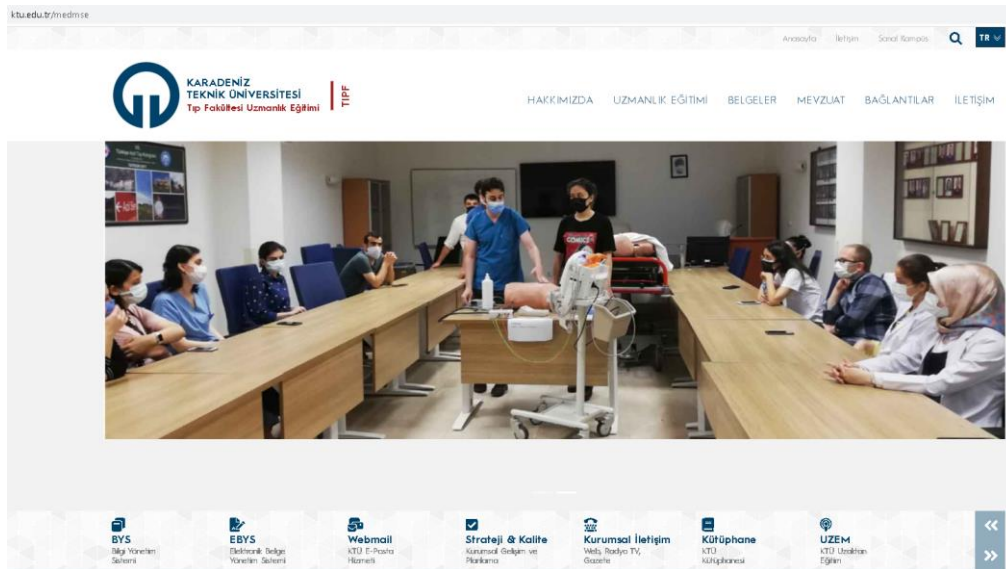 ktu.edu.tr/medmse
Anasayfa İletişim Sanal Kampüs TR
KARADENİZ
TEKNİK ÜNİVERSİTESİ
Tıp Fakültesi Uzmanlık Eğitimi
TIPF
HAKKIMIZDA UZMANLIK EĞİTİMİ BELGELER MEVZUAT BAĞLANTILAR İLETİŞİM
BYS
Bilgi Yönetim
Sistemi
EBYS
Elektronik Belge
Yönetim Sistemi
Webmail
KTÜ E-Posta
Hizmeti
Strateji & Kalite
Kurumsal Gelişim ve
Planlama
Kurumsal İletişim
Web, Radyo TV,
Gazete
Kütüphane
KTÜ
Kütüphanesi
UZEM
KTÜ Uzaktan
Eğitim